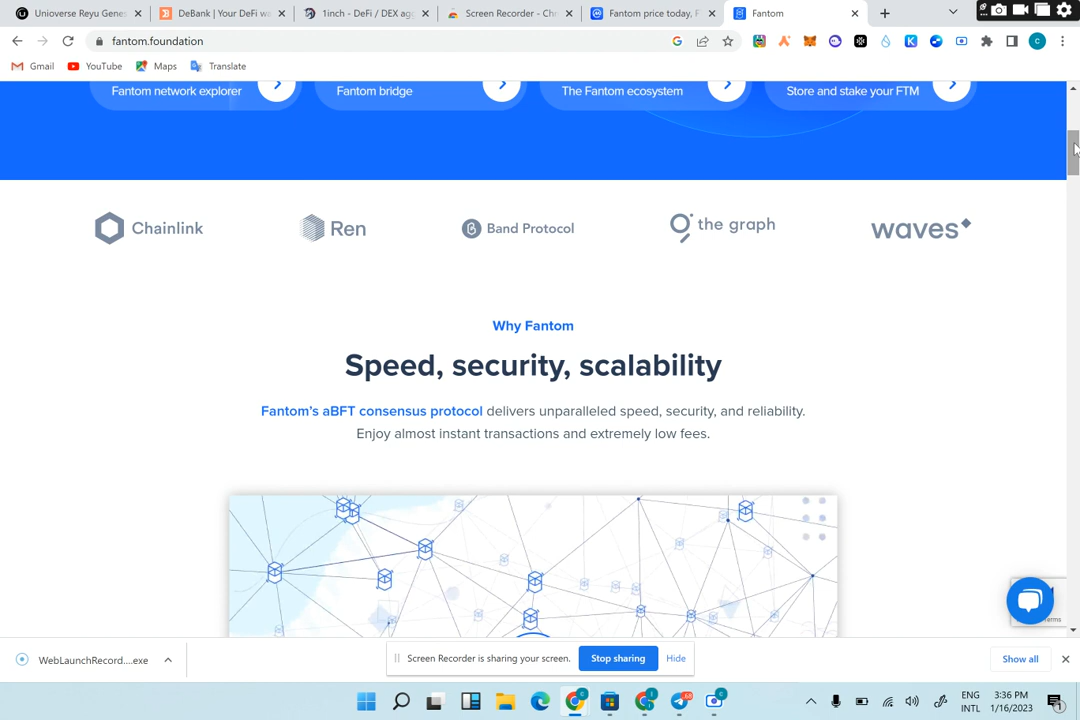 Unioverse Reyu Genes
DeBank | Your DeFi wa
1inch - DeFi / DEX agg
Screen Recorder - Chr
Fantom price today, F
Fantom
fantom.foundation
Gmail
YouTube
Maps
Translate
Fantom network explorer
Fantom bridge
The Fantom ecosystem
Store and stake your FTM
Chainlink
Ren
Band Protocol
the graph
waves
Why Fantom
Speed, security, scalability
Fantom's aBFT consensus protocol delivers unparalleled speed, security, and reliability.
Enjoy almost instant transactions and extremely low fees.
WebLaunchRecord....exe
Screen Recorder is sharing your screen.
Stop sharing
Hide
Show all
ENG
INTL
3:36 PM
1/16/2023